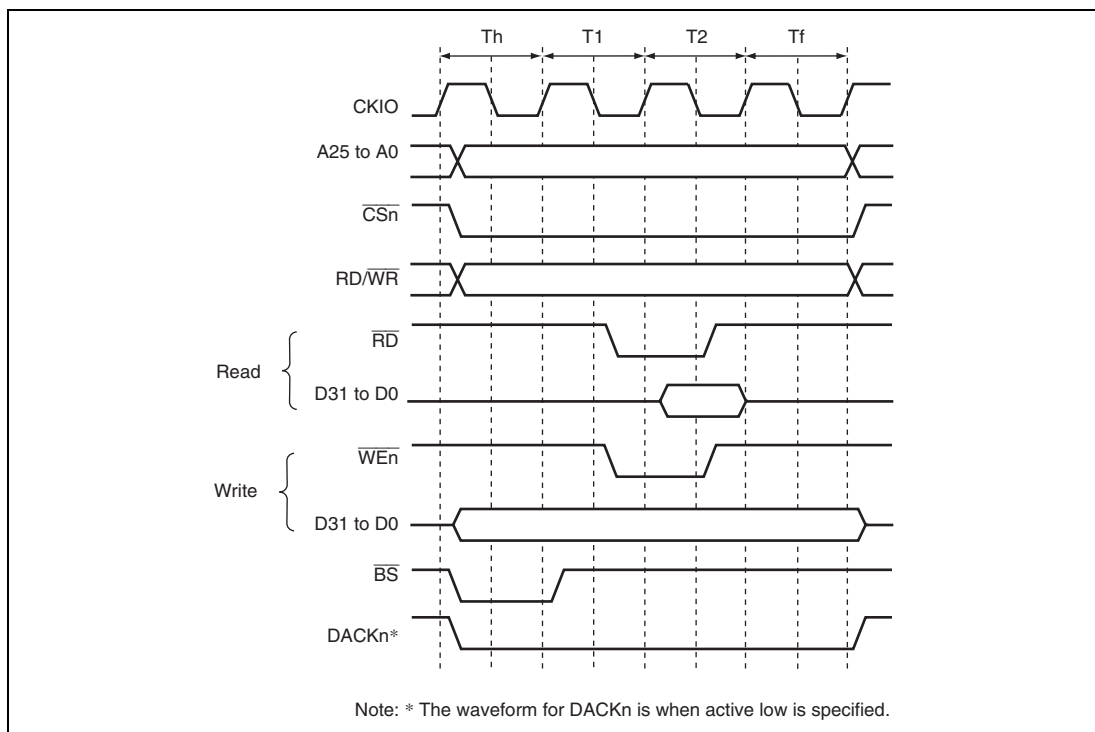 Th T1 T2 Tf
CKIO
A25 to A0
CSn
RD/WR
RD
Read
D31 to D0
WEn
Write
D31 to D0
BS
DACKn*
Note: * The waveform for DACKn is when active low is specified.